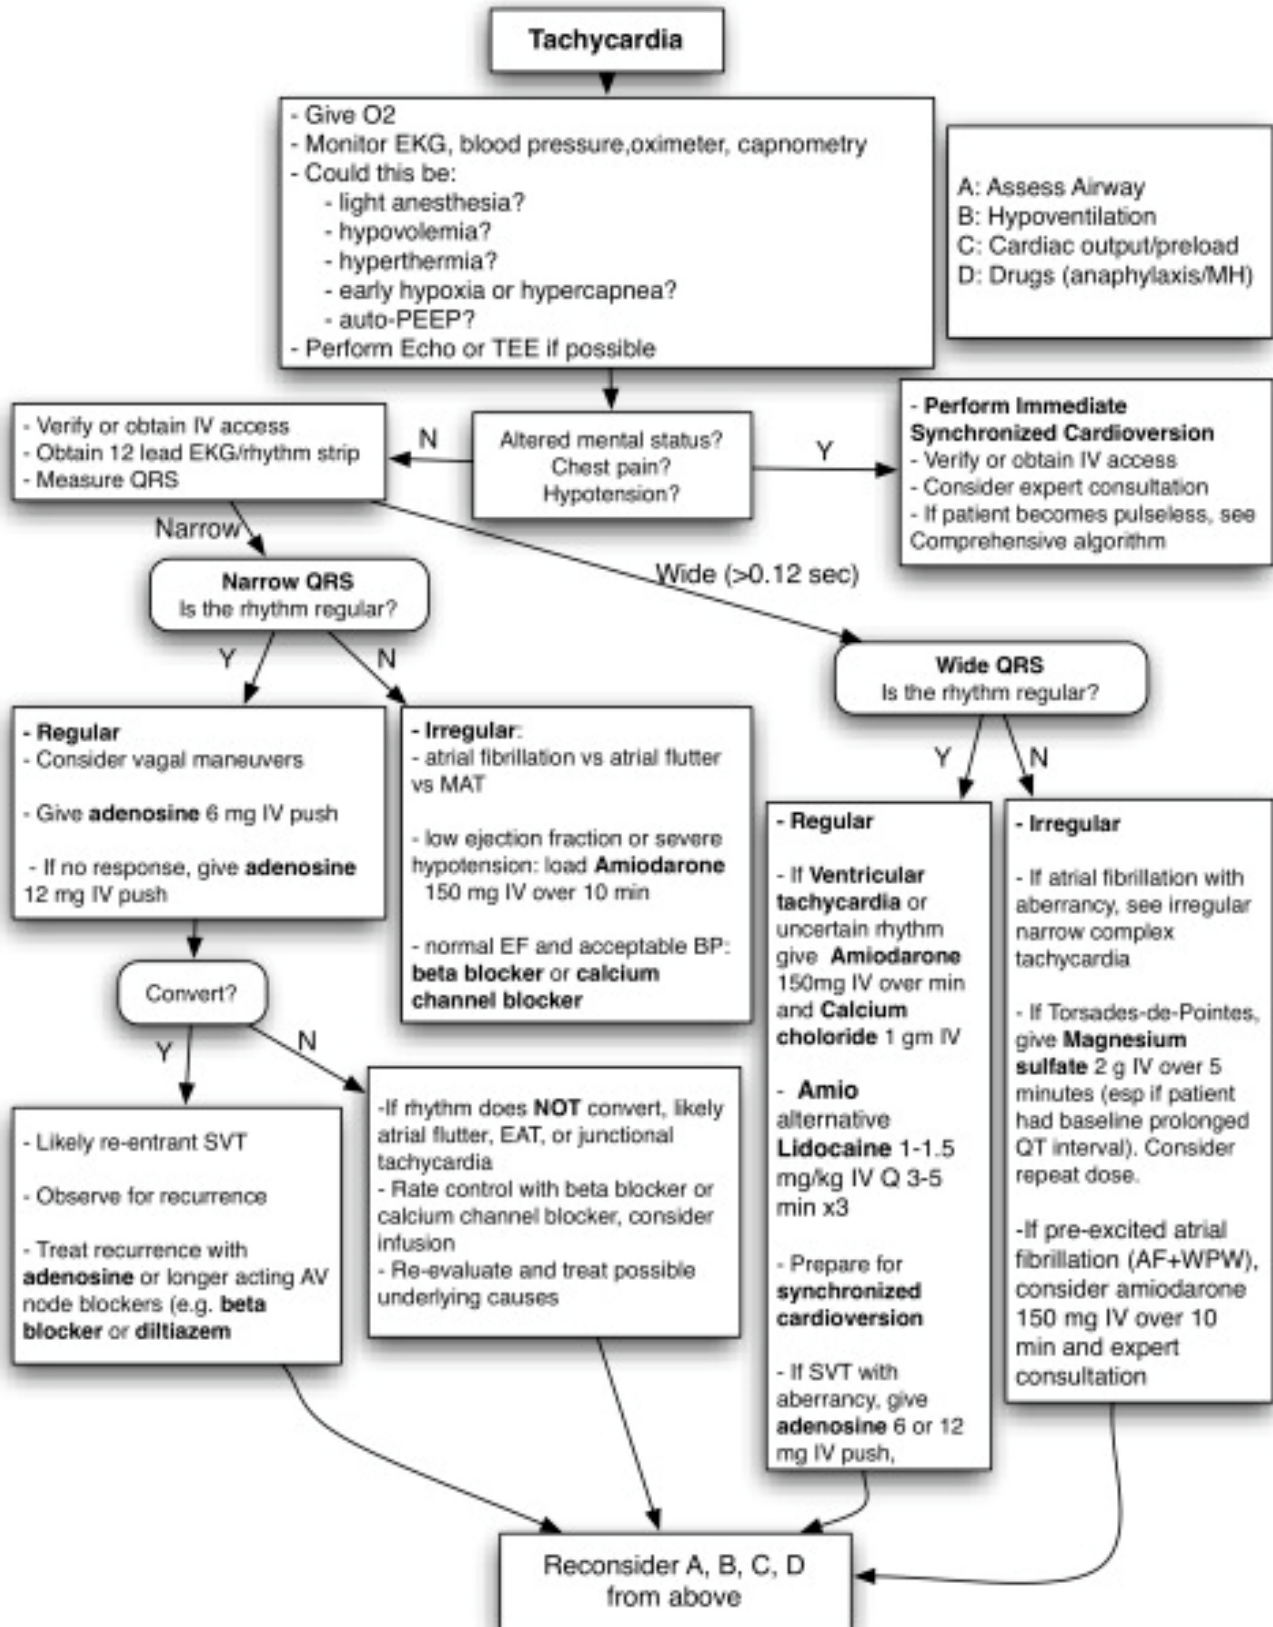 Tachycardia
- Give O2
- Monitor EKG, blood pressure,oximeter, capnometry
- Could this be:
- light anesthesia?
- hypovolemia?
- hyperthermia?
- early hypoxia or hypercapnea?
- auto-PEEP?
- Perform Echo or TEE if possible
A: Assess Airway
B: Hypoventilation
C: Cardiac output/preload
D: Drugs (anaphylaxis/MH)
Altered mental status?
Chest pain?
Hypotension?
N
Y
- Verify or obtain IV access
- Obtain 12 lead EKG/rhythm strip
- Measure QRS
- Perform Immediate
Synchronized Cardioversion
- Verify or obtain IV access
- Consider expert consultation
- If patient becomes pulseless, see
Comprehensive algorithm
Narrow
Wide (>0.12 sec)
Narrow QRS
Is the rhythm regular?
Y
N
Wide QRS
Is the rhythm regular?
Y
N
- Regular
- Consider vagal maneuvers
- Give adenosine 6 mg IV push
- If no response, give adenosine
12 mg IV push
- Irregular:
- atrial fibrillation vs atrial flutter
vs MAT
- low ejection fraction or severe
hypotension: load Amiodarone
150 mg IV over 10 min
- normal EF and acceptable BP:
beta blocker or calcium
channel blocker
- Regular
- If Ventricular
tachycardia or
uncertain rhythm
give Amiodarone
150mg IV over min
and Calcium
choloride 1 gm IV
- Amio
alternative
Lidocaine 1-1.5
mg/kg IV Q 3-5
min x3
- Prepare for
synchronized
cardioversion
- If SVT with
aberrancy, give
adenosine 6 or 12
mg IV push,
- Irregular
- If atrial fibrillation with
aberrancy, see irregular
narrow complex
tachycardia
- If Torsades-de-Pointes,
give Magnesium
sulfate 2 g IV over 5
minutes (esp if patient
had baseline prolonged
QT interval). Consider
repeat dose.
-If pre-excited atrial
fibrillation (AF+WPW),
consider amiodarone
150 mg IV over 10
min and expert
consultation
Convert?
Y
N
- Likely re-entrant SVT
- Observe for recurrence
- Treat recurrence with
adenosine or longer acting AV
node blockers (e.g. beta
blocker or diltiazem
-If rhythm does NOT convert, likely
atrial flutter, EAT, or junctional
tachycardia
- Rate control with beta blocker or
calcium channel blocker, consider
infusion
- Re-evaluate and treat possible
underlying causes
Reconsider A, B, C, D
from above